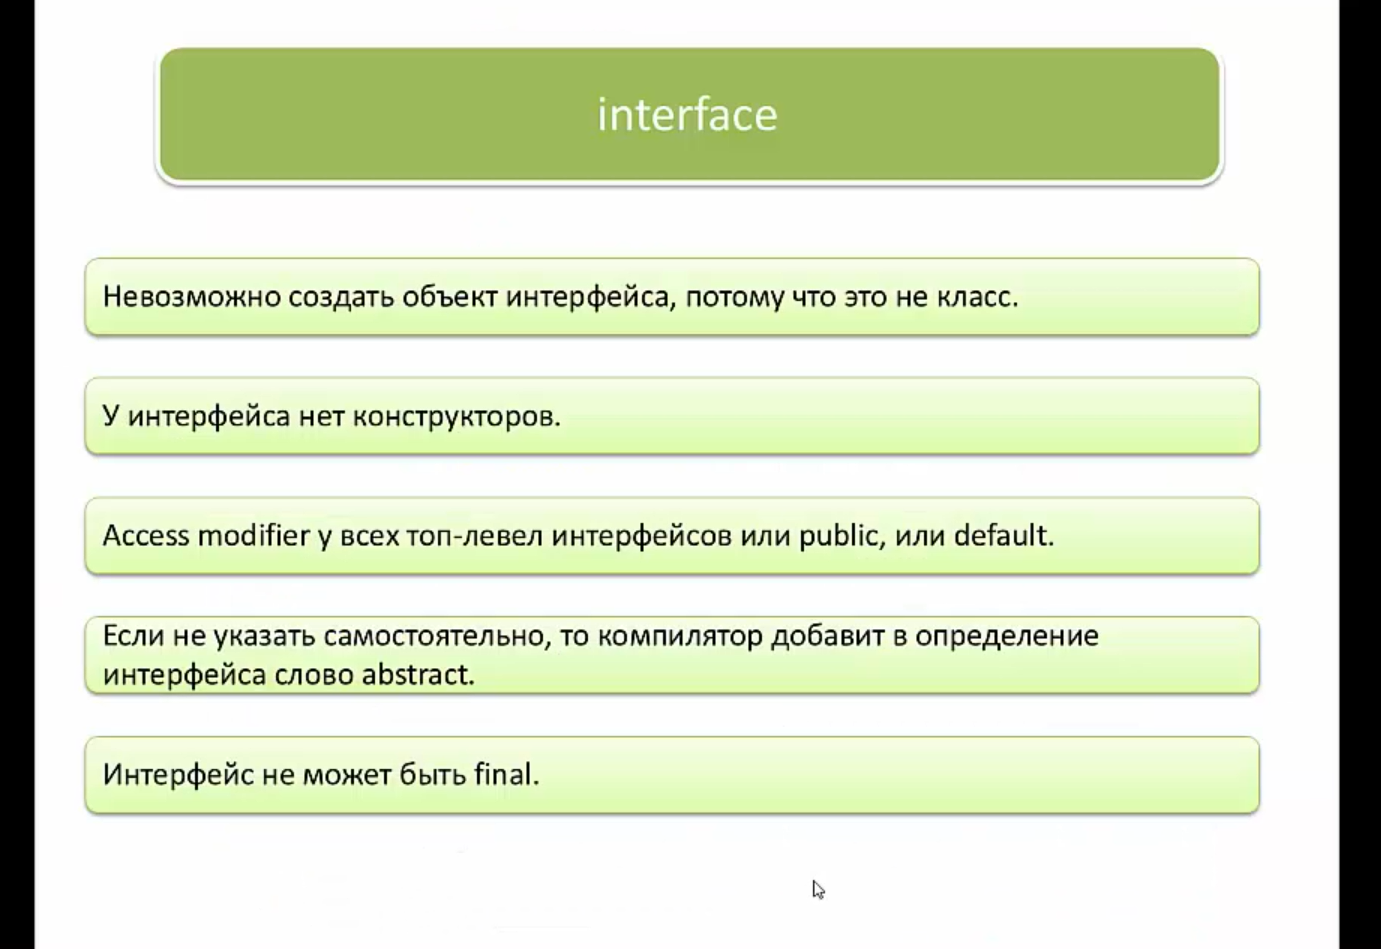 interface
Невозможно создать объект интерфейса, потому что это не класс.
У интерфейса нет конструкторов.
Access modifier у всех топ-левел интерфейсов или public, или default.
Если не указать самостоятельно, то компилятор добавит в определение
интерфейса слово abstract.
Интерфейс не может быть final.